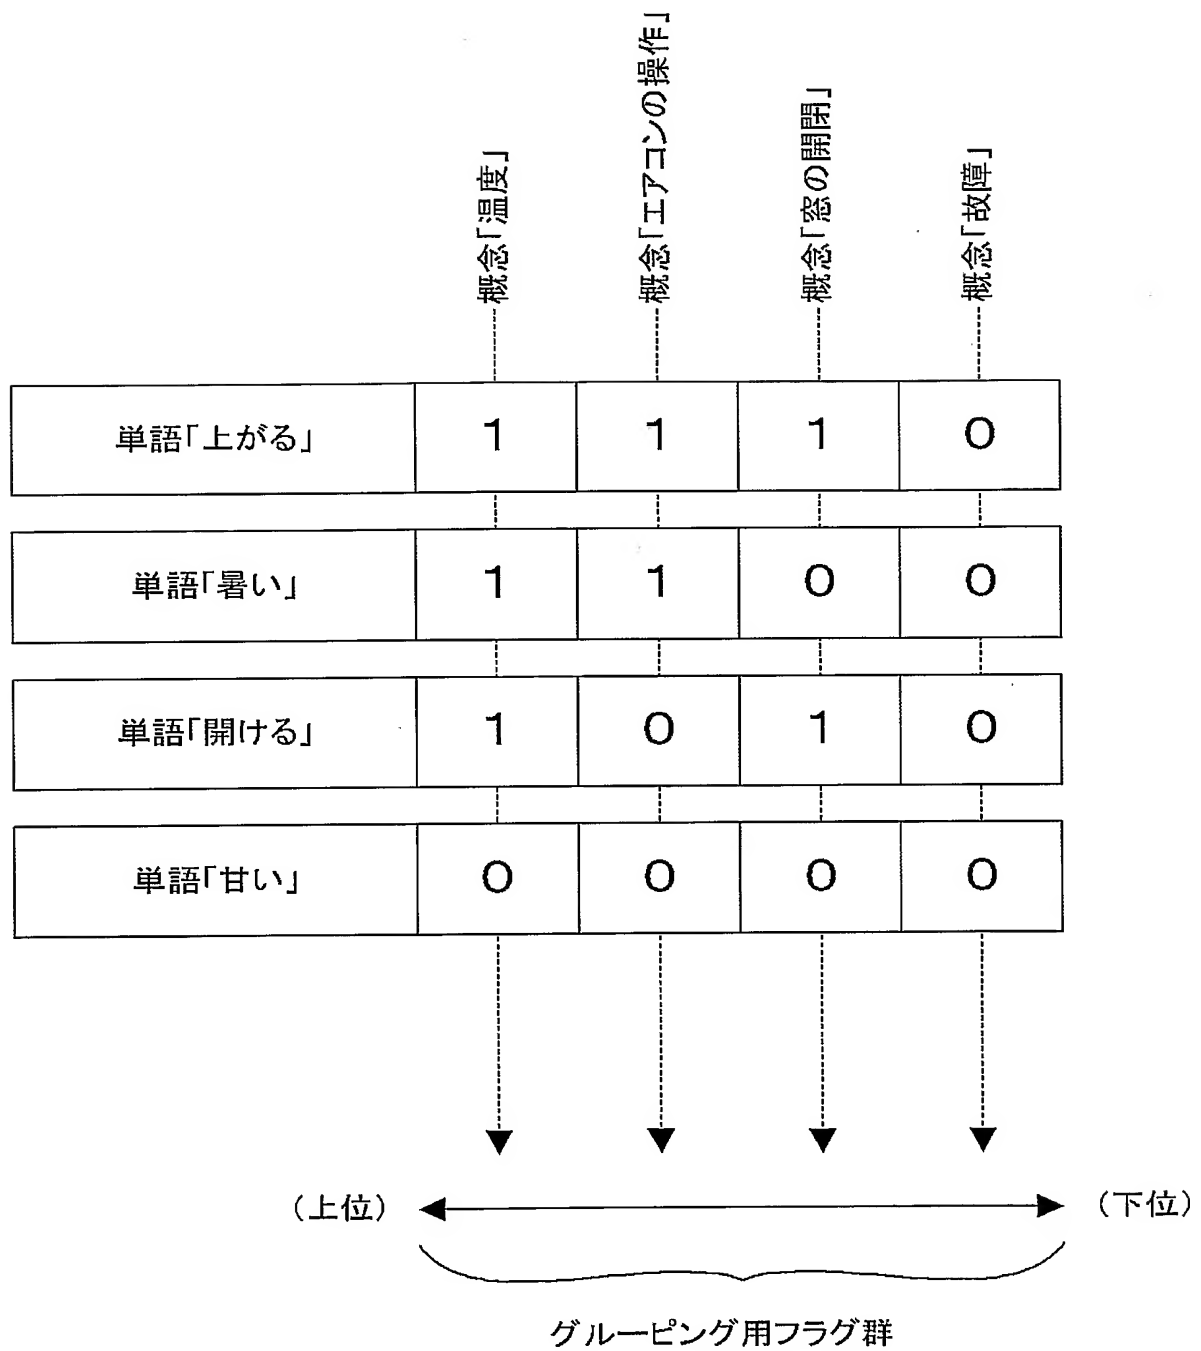 概念「温度」
概念「エアコンの操作」
概念「窓の開閉」
概念「故障」
単語「上がる」 1 1 1 0
単語「暑い」 1 1 0 0
単語「開ける」 1 0 1 0
単語「甘い」 0 0 0 0
(上位) (下位)
グルーピング用フラグ群